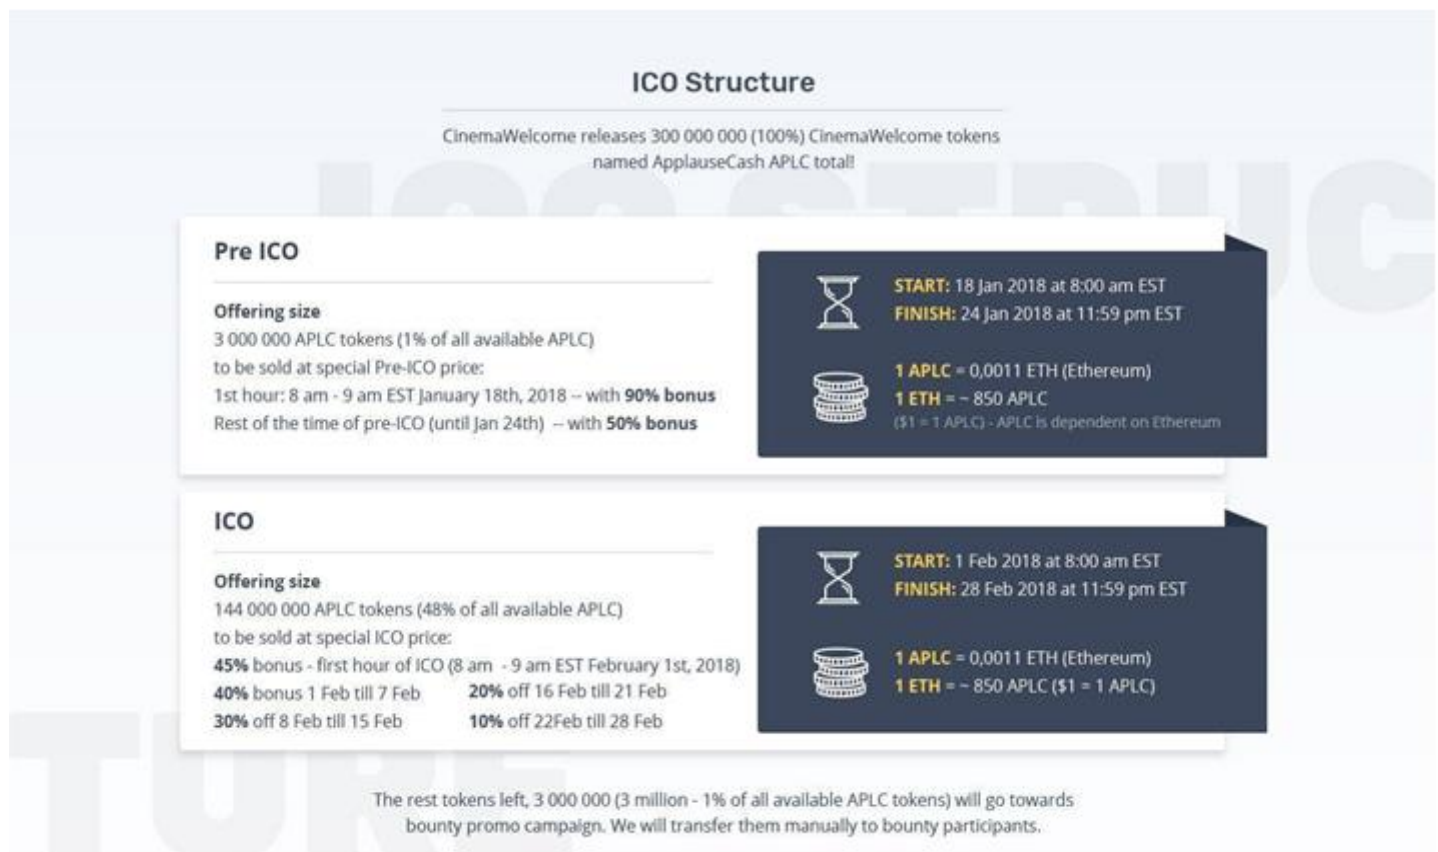 ICO Structure
CinemaWelcome releases 300 000 000 (100%) CinemaWelcome tokens
named ApplauseCash APLC total!
ICO STRUC
Pre ICO
Offering size
3 000 000 APLC tokens (1% of all available APLC)
to be sold at special Pre-ICO price:
1st hour: 8 am - 9 am EST January 18th, 2018 -- with 90% bonus
Rest of the time of pre-ICO (until Jan 24th) -- with 50% bonus
START: 18 Jan 2018 at 8:00 am EST
FINISH: 24 Jan 2018 at 11:59 pm EST
1 APLC = 0,0011 ETH (Ethereum)
1 ETH = ~ 850 APLC
($1 = 1 APLC) - APLC is dependent on Ethereum
ICO
Offering size
144 000 000 APLC tokens (48% of all available APLC)
to be sold at special ICO price:
45% bonus - first hour of ICO (8 am - 9 am EST February 1st, 2018)
40% bonus 1 Feb till 7 Feb
30% off 8 Feb till 15 Feb
20% off 16 Feb till 21 Feb
10% off 22Feb till 28 Feb
START: 1 Feb 2018 at 8:00 am EST
FINISH: 28 Feb 2018 at 11:59 pm EST
1 APLC = 0,0011 ETH (Ethereum)
1 ETH = ~ 850 APLC ($1 = 1 APLC)
TURE
The rest tokens left, 3 000 000 (3 million - 1% of all available APLC tokens) will go towards
bounty promo campaign. We will transfer them manually to bounty participants.